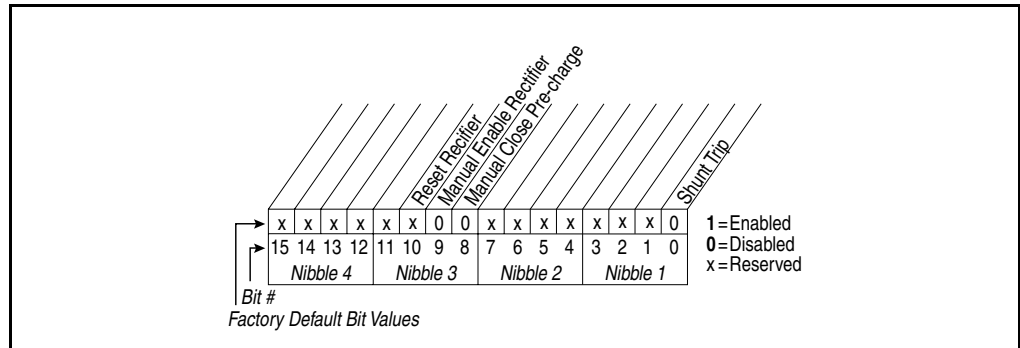 Reset Recifier
Manual Enable Rectifier
Manual Close Pre-charge
Shunt Trip
x x x x x x 0 0 x x x x x x x 0
15 14 13 12 11 10 9 8 7 6 5 4 3 2 1 0
Nibble 4 Nibble 3 Nibble 2 Nibble 1
1=Enabled
0=Disabled
x=Reserved
Bit #
Factory Default Bit Values